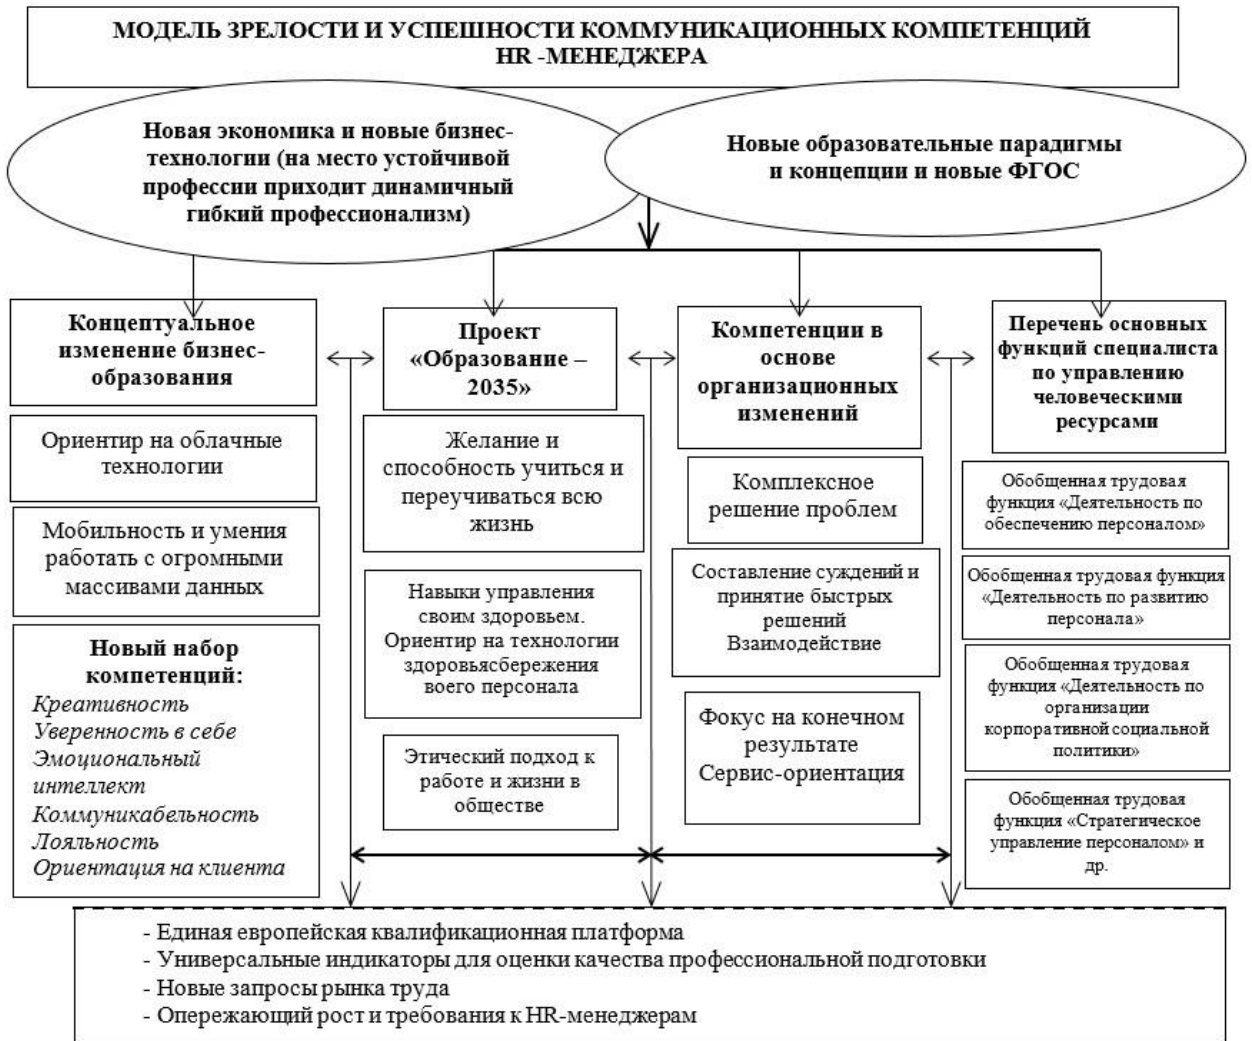 МОДЕЛЬ ЗРЕЛОСТИ И УСПЕШНОСТИ КОММУНИКАЦИОННЫХ КОМПЕТЕНЦИЙ
HR -МЕНЕДЖЕРА
Новая экономика и новые бизнес-
технологии (на место устойчивой
профессии приходит динамичный
гибкий профессионализм)
Новые образовательные парадигмы
и концепции и новые ФГОС
Концептуальное
изменение бизнес-
образования
Ориентир на облачные
технологии
Мобильность и умения
работать с огромными
массивами данных
Новый набор
компетенций:
Креативность
Уверенность в себе
Эмоциональный
интеллект
Коммуникабельность
Лояльность
Ориентация на клиента
Проект
«Образование –
2035»
Желание и
способность учиться и
переучиваться всю
жизнь
Навыки управления
своим здоровьем.
Ориентир на технологии
здоровьясбережения
воего персонала
Этический подход к
работе и жизни в
обществе
Компетенции в
основе
организационных
изменений
Комплексное
решение проблем
Составление суждений и
принятие быстрых
решений
Взаимодействие
Фокус на конечном
результате
Сервис-ориентация
Перечень основных
функций специалиста
по управлению
человеческими
ресурсами
Обобщенная трудовая
функция «Деятельность по
обеспечению персоналом»
Обобщенная трудовая функция
«Деятельность по развитию
персонала»
Обобщенная трудовая
функция «Деятельность по
организации
корпоративной социальной
политики»
Обобщенная трудовая
функция «Стратегическое
управление персоналом» и
др.
- Единая европейская квалификационная платформа
- Универсальные индикаторы для оценки качества профессиональной подготовки
- Новые запросы рынка труда
- Опережающий рост и требования к HR-менеджерам